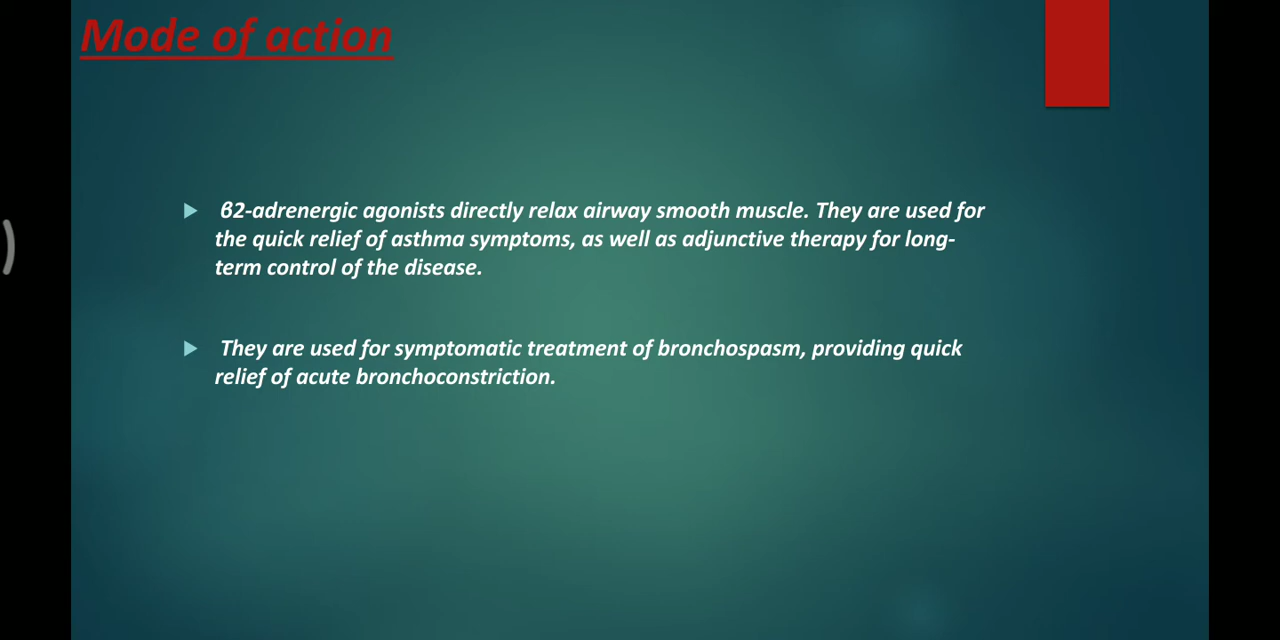 Mode of action
β2-adrenergic agonists directly relax airway smooth muscle. They are used for
the quick relief of asthma symptoms, as well as adjunctive therapy for long-
term control of the disease.
They are used for symptomatic treatment of bronchospasm, providing quick
relief of acute bronchoconstriction.